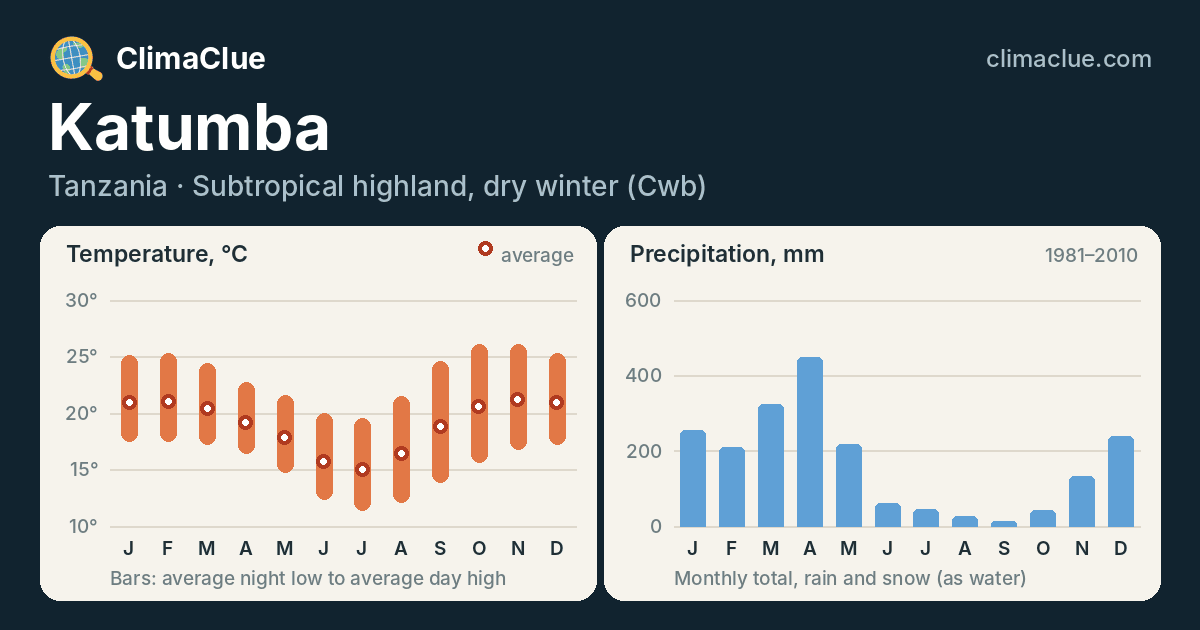 ClimaClue
climaclue.com
Katumba
Tanzania · Subtropical highland, dry winter (Cwb)
Temperature, °C
average
30°
25°
20°
15°
10°
J F M A M J J A S O N D
Bars: average night low to average day high
Precipitation, mm
1981–2010
600
400
200
0
J F M A M J J A S O N D
Monthly total, rain and snow (as water)